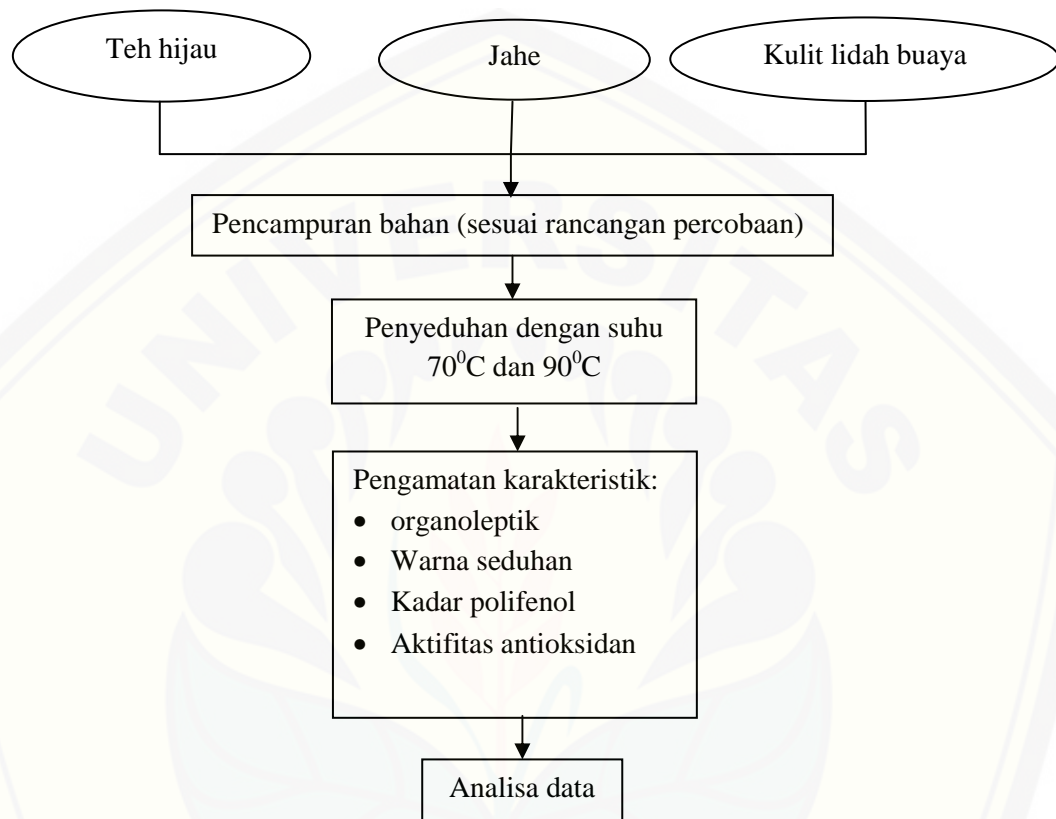 Teh hijau
Jahe
Kulit lidah buaya
Pencampuran bahan (sesuai rancangan percobaan)
Penyeduhan dengan suhu
70⁰C dan 90⁰C
Pengamatan karakteristik:
• organoleptik
• Warna seduhan
• Kadar polifenol
• Aktifitas antioksidan
Analisa data
UNIVERSITAS